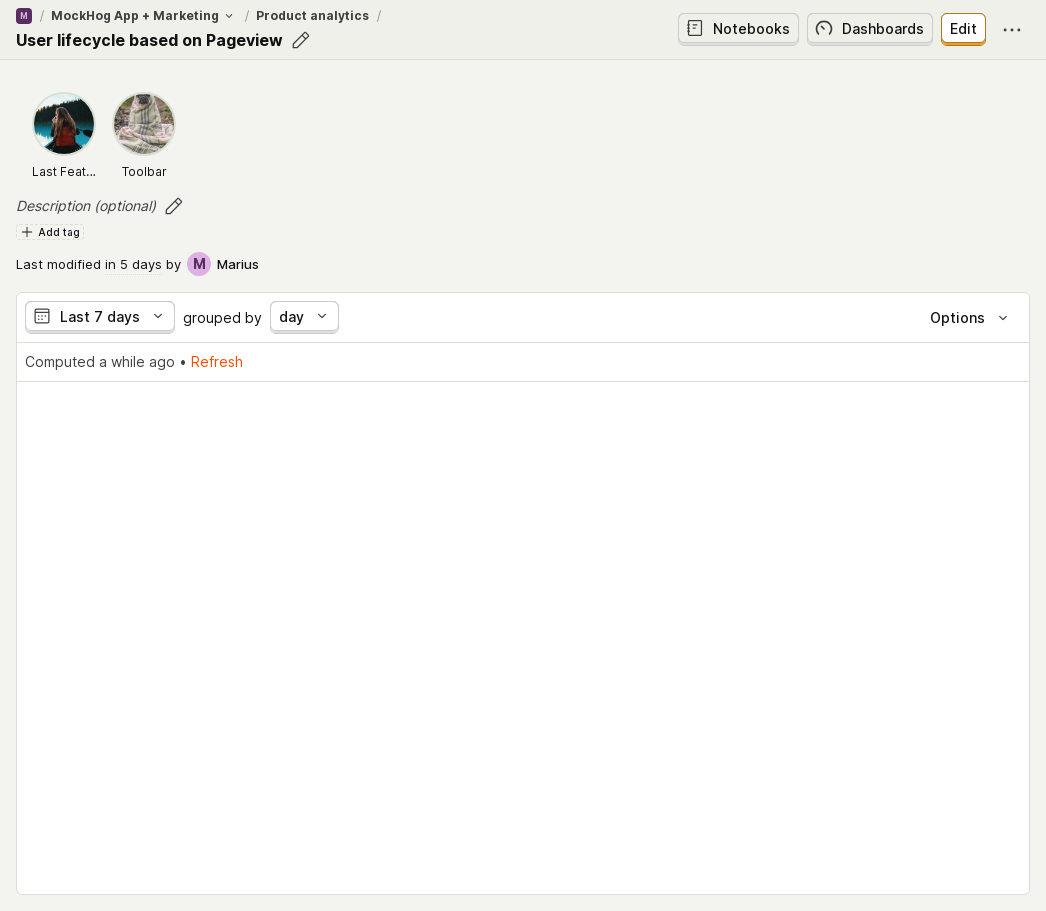 M / MockHog App + Marketing / Product analytics /
User lifecycle based on Pageview
Notebooks
Dashboards
Edit
Last Feat...
Toolbar
Description (optional)
Add tag
Last modified in 5 days by M Marius
Last 7 days grouped by day
Options
Computed a while ago • Refresh